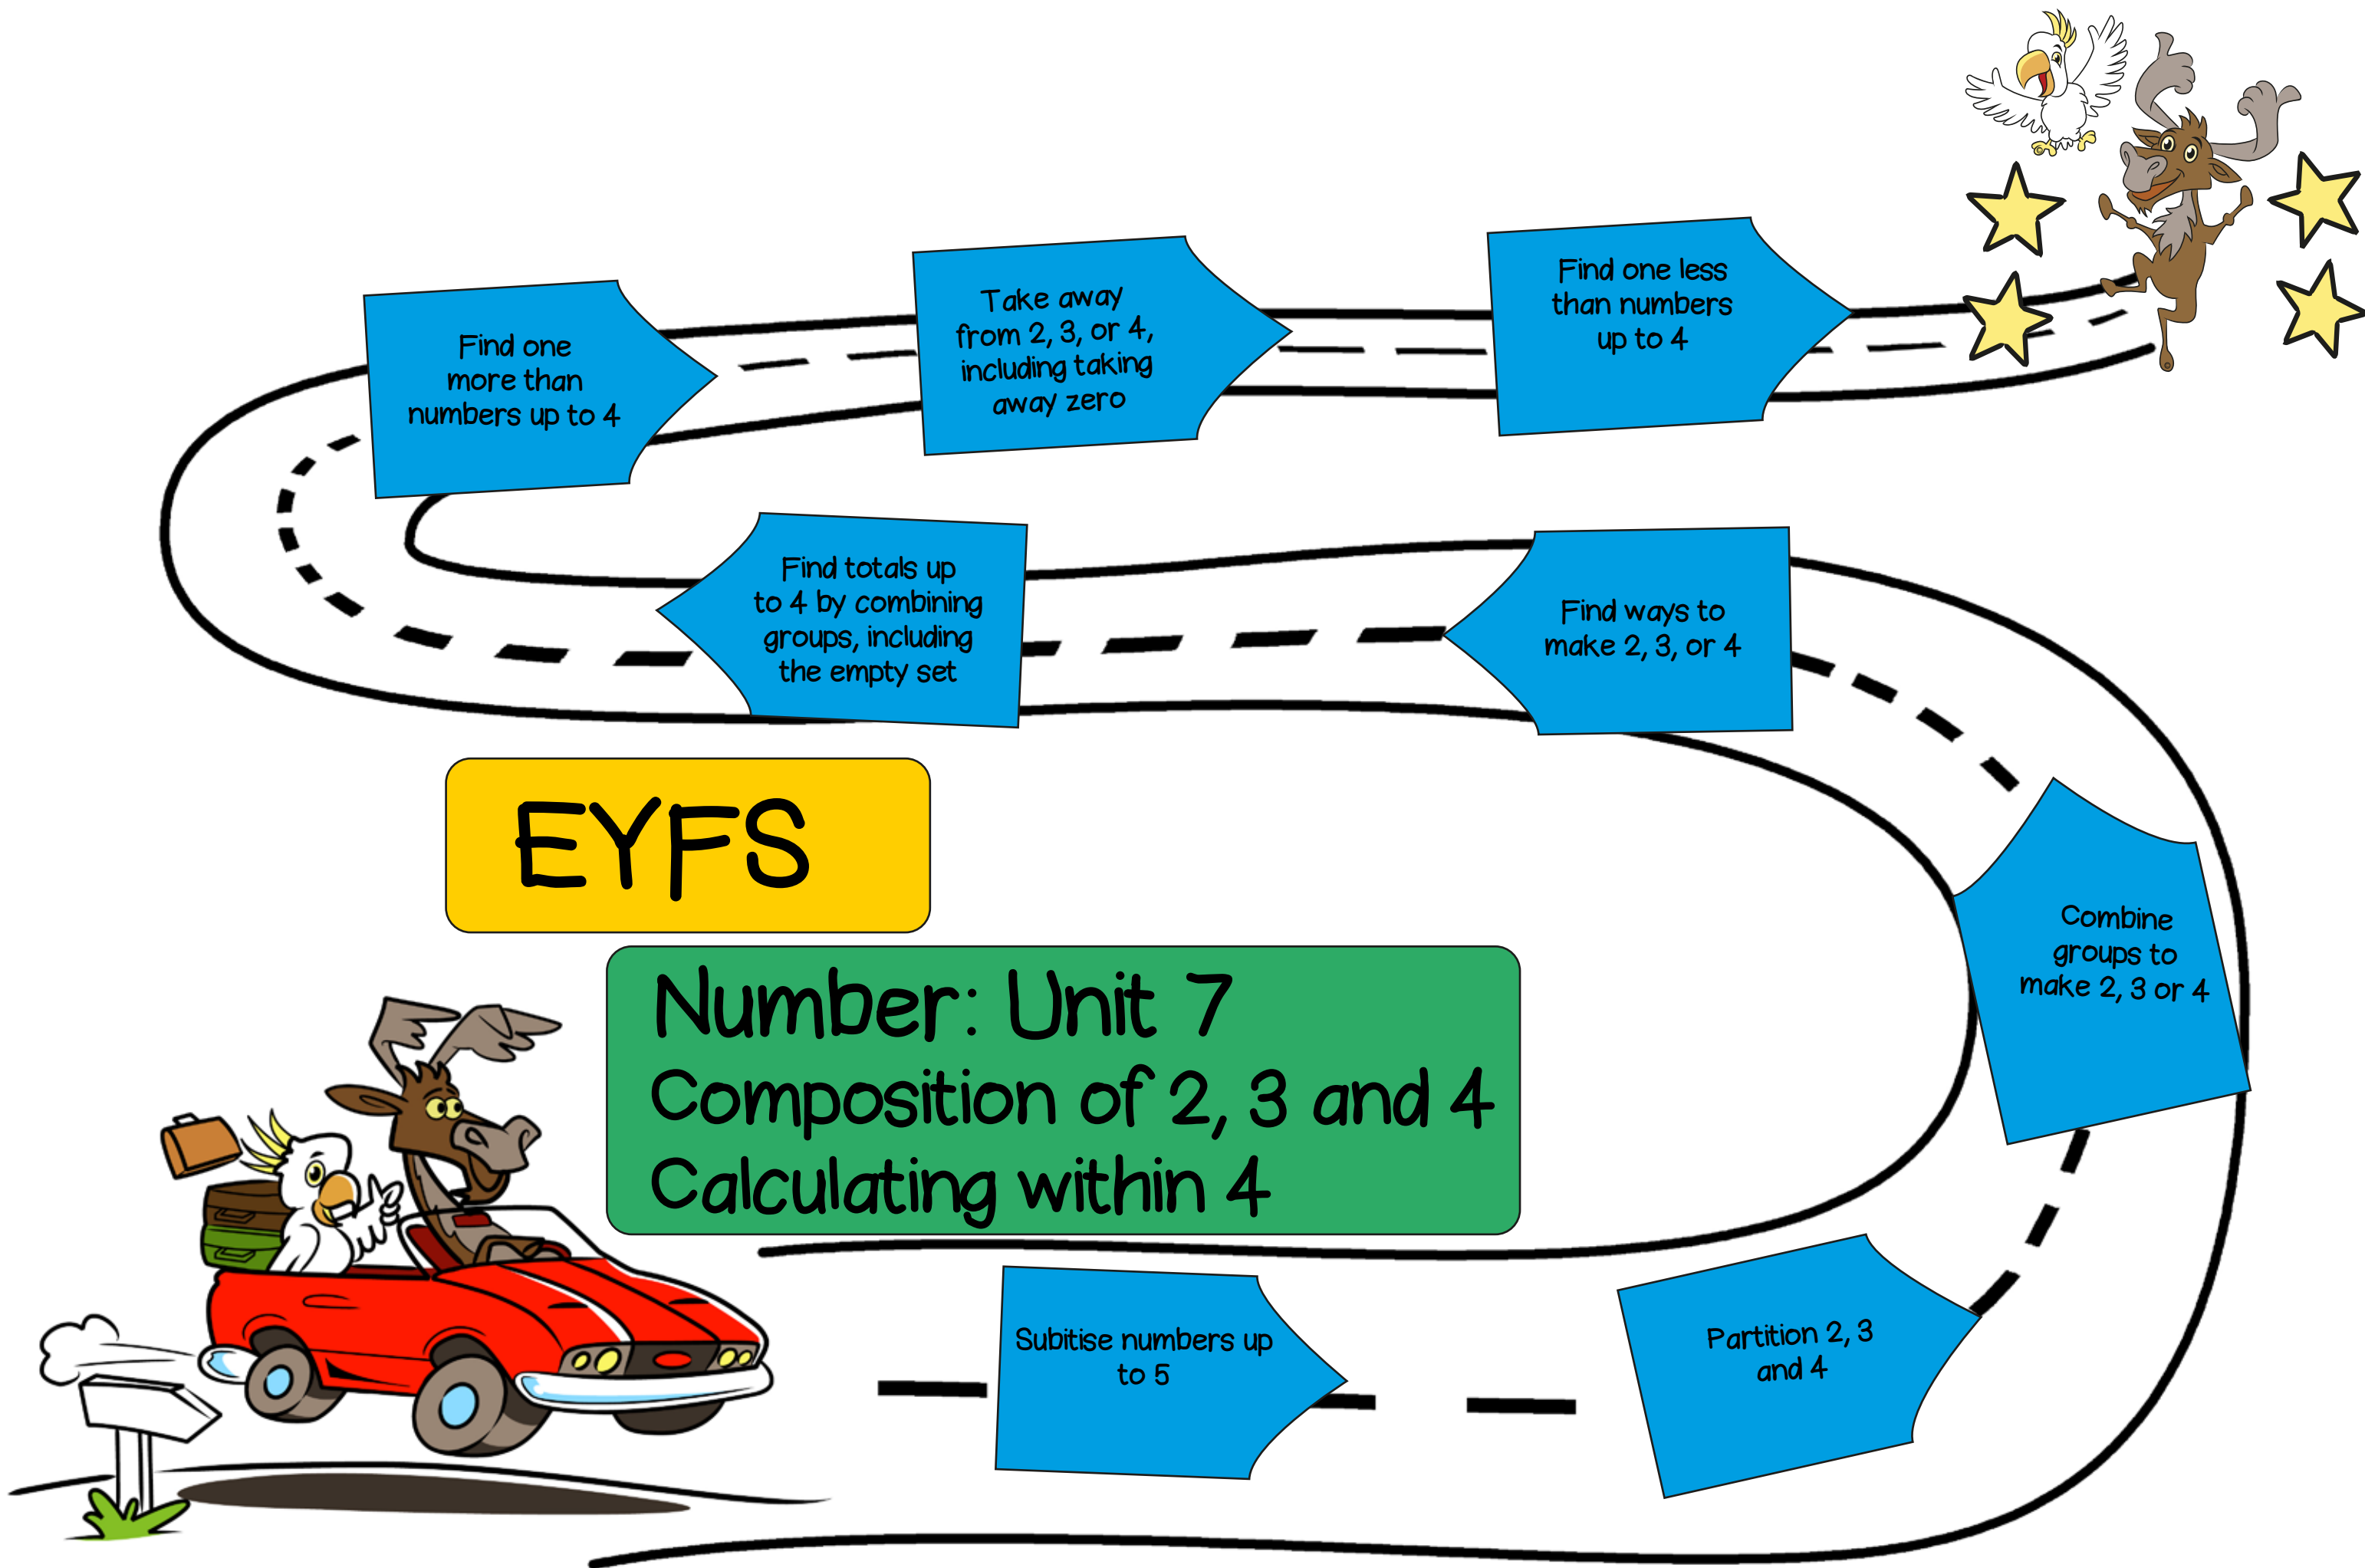 Find one
more than
numbers up to 4
Take away
from 2, 3, or 4,
including taking
away zero
Find one less
than numbers
up to 4
Find totals up
to 4 by combining
groups, including
the empty set
Find ways to
make 2, 3, or 4
EYFS
Combine
groups to
make 2, 3 or 4
Number: Unit 7
Composition of 2, 3 and 4
Calculating within 4
Subitise numbers up
to 5
Partition 2, 3
and 4